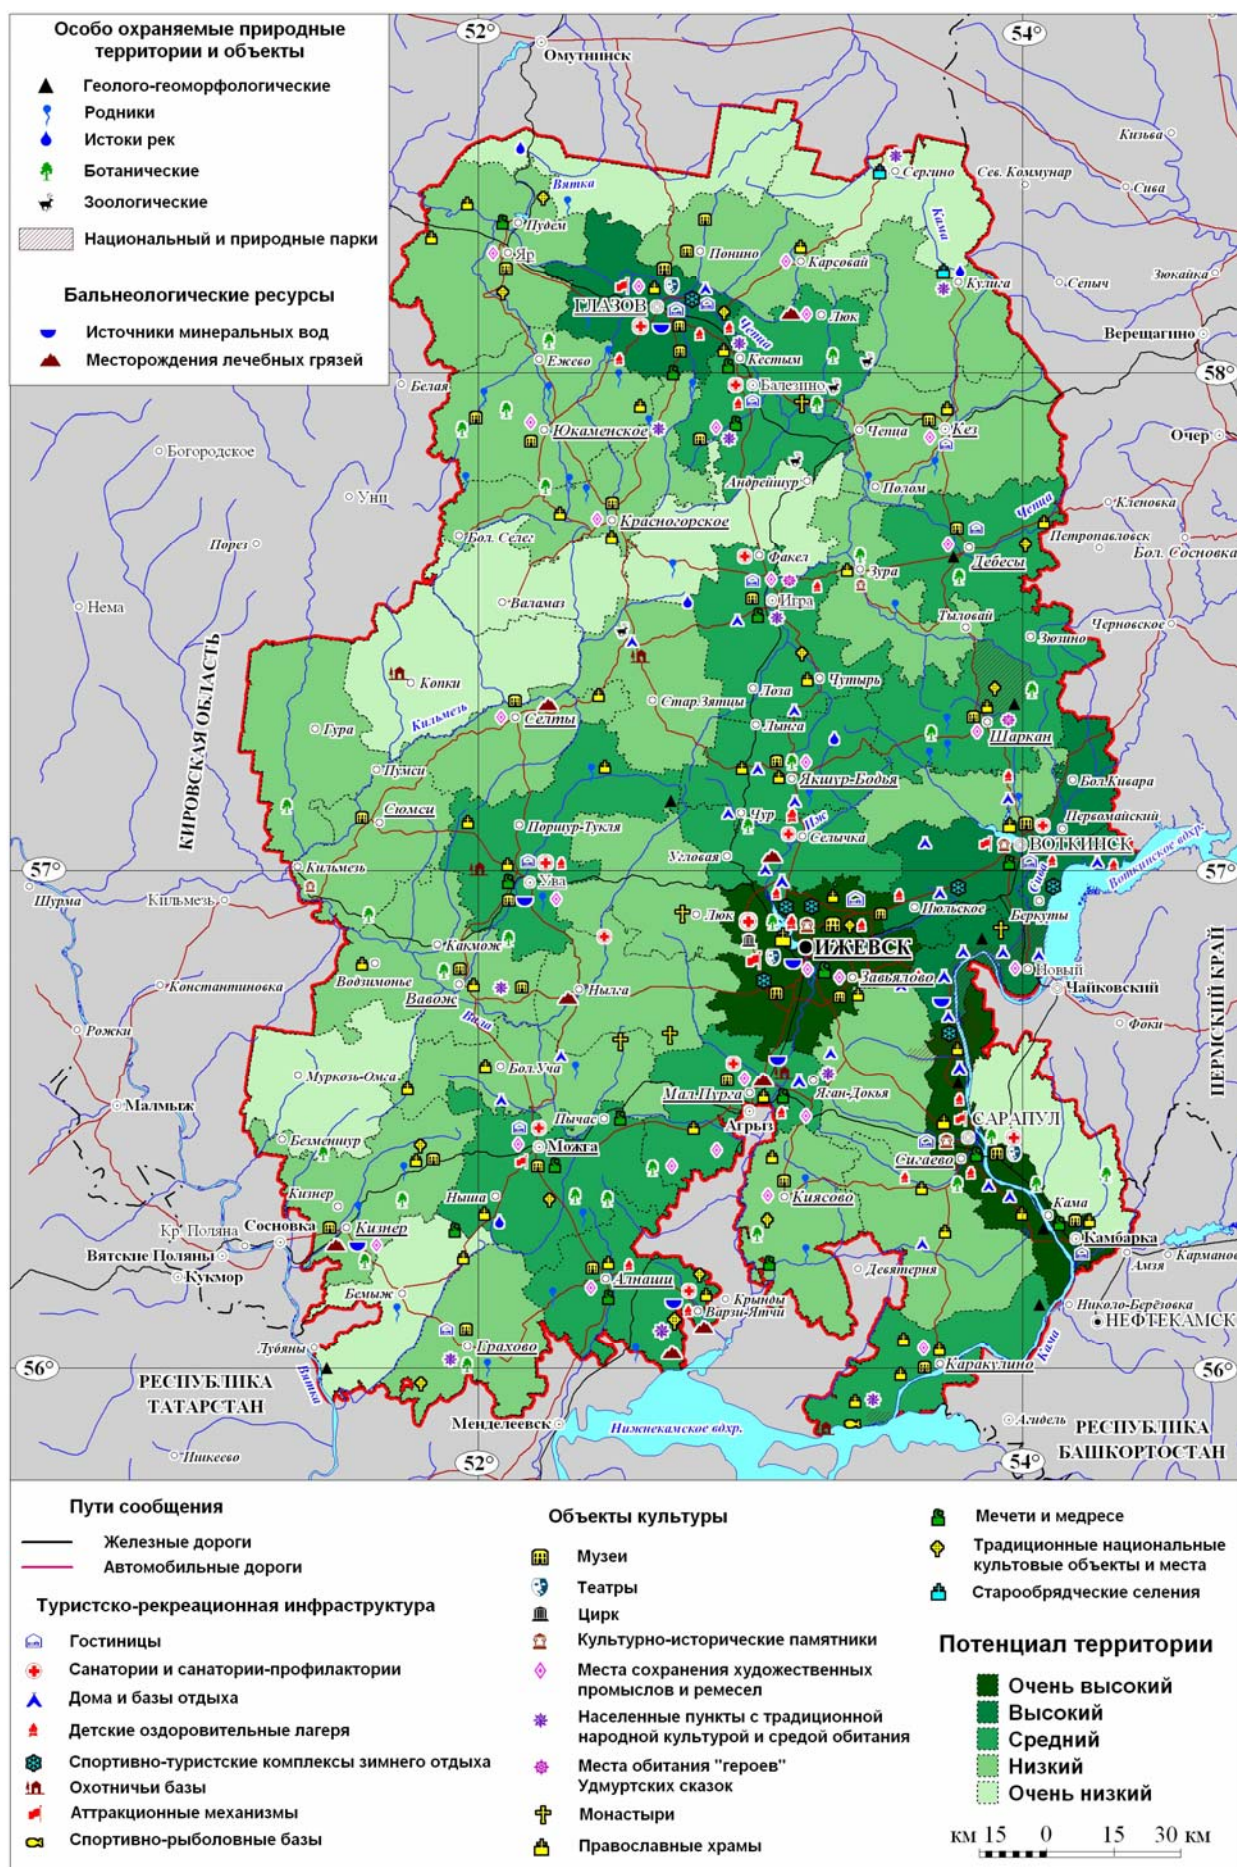 Особо охраняемые природные
территории и объекты
Геолого-геоморфологические
Родники
Истоки рек
Ботанические
Зоологические
Национальный и природные парки
Бальнеологические ресурсы
Источники минеральных вод
Месторождения лечебных грязей
52°
54°
Омутнинск
Кизьва
Сергино
Сев. Коммунар
Сива
Вятка
Пудем
Кама
Яр
Понино
Карсовай
Кулига
Сепыч
Зюкайка
ГЛАЗОВ
Люк
Верещагино
Чепца
Ежево
Кестым
58°
Белая
Балезино
Юкаменское
Чепца
Кез
Очер
Богородское
Уни
Андрейшур
Полом
Кленовка
Чепца
Красногорское
Бол. Селег
Порез
Факел
Дебесы
Петропавловск
Бол. Сосновка
Зура
Нема
Валамаз
Игра
Тыловай
Зюзино
Черновское
КИРОВСКАЯ ОБЛАСТЬ
Копки
Чутырь
Лоза
Стар.Зятцы
Кильмезь
Селты
Гура
Лынга
Шаркан
Пумси
Якшур-Бодья
Бол.Кивара
Сюмси
Поршур-Тукля
Чур
Иж
Селычка
Первомайский
Воткинское вдхр.
ВОТКИНСК
Угловая
57°
57°
Кильмезь
Ува
Сива
Шурма
Кильмезь
Люк
Июльское
Беркуты
Какмож
ИЖЕВСК
Водзимонье
Завьялово
Новый
Константиновка
Вавож
Нылга
Чайковский
Вала
Рожки
Фоки
ПЕРМСКИЙ КРАЙ
Муркозь-Омга
Бол.Уча
Мал.Пурга
Яган-Докья
Малмыж
Пычас
Агрыз
САРАПУЛ
Безменшур
Можга
Сигаево
Кизнер
Ныша
Киясово
Кама
Кр. Поляна
Сосновка
Кизнер
Камбарка
Вятские Поляны
Амзя
Карманово
Кукмор
Алнаши
Девятерня
Бемыж
Крынды
Варзи-Ятчи
Николо-Берёзовка
НЕФТЕКАМСК
Лубяны
Грахово
Кама
56°
Каракулино
56°
Вятка
РЕСПУБЛИКА
ТАТАРСТАН
Менделеевск
Нижнекамское вдхр.
Агидель
РЕСПУБЛИКА
БАШКОРТОСТАН
52°
54°
Пути сообщения
Железные дороги
Автомобильные дороги
Туристско-рекреационная инфраструктура
Гостиницы
Санатории и санатории-профилактории
Дома и базы отдыха
Детские оздоровительные лагеря
Спортивно-туристские комплексы зимнего отдыха
Охотничьи базы
Аттракционные механизмы
Спортивно-рыболовные базы
Объекты культуры
Музеи
Театры
Цирк
Культурно-исторические памятники
Места сохранения художественных
промыслов и ремесел
Населенные пункты с традиционной
народной культурой и средой обитания
Места обитания "героев"
Удмуртских сказок
Монастыри
Православные храмы
Мечети и медресе
Традиционные национальные
культовые объекты и места
Старообрядческие селения
Потенциал территории
Очень высокий
Высокий
Средний
Низкий
Очень низкий
км 15 0 15 30 км